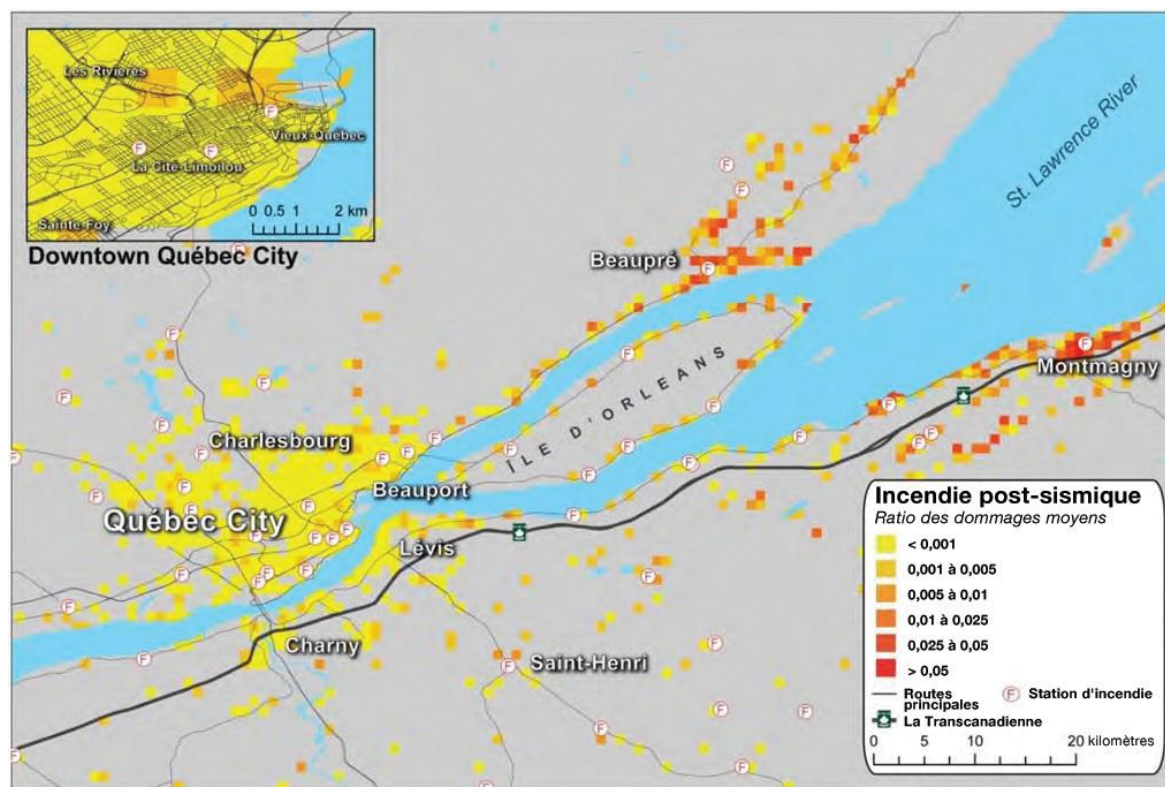 Les Rivières
Vieux-Québec
La Cité-Limoilou
Sainte-Foy
0 0.5 1 2 km
Downtown Québec City
St. Lawrence River
Beaupré
ÎLE D'ORLEANS
Montmagny
Charlesbourg
Beauport
Québec City
Lévis
Charny
Saint-Henri
Incendie post-sismique
Ratio des dommages moyens
< 0,001
0,001 à 0,005
0,005 à 0,01
0,01 à 0,025
0,025 à 0,05
> 0,05
Routes principales
F Station d'incendie
La Transcanadienne
0 5 10 20 kilomètres